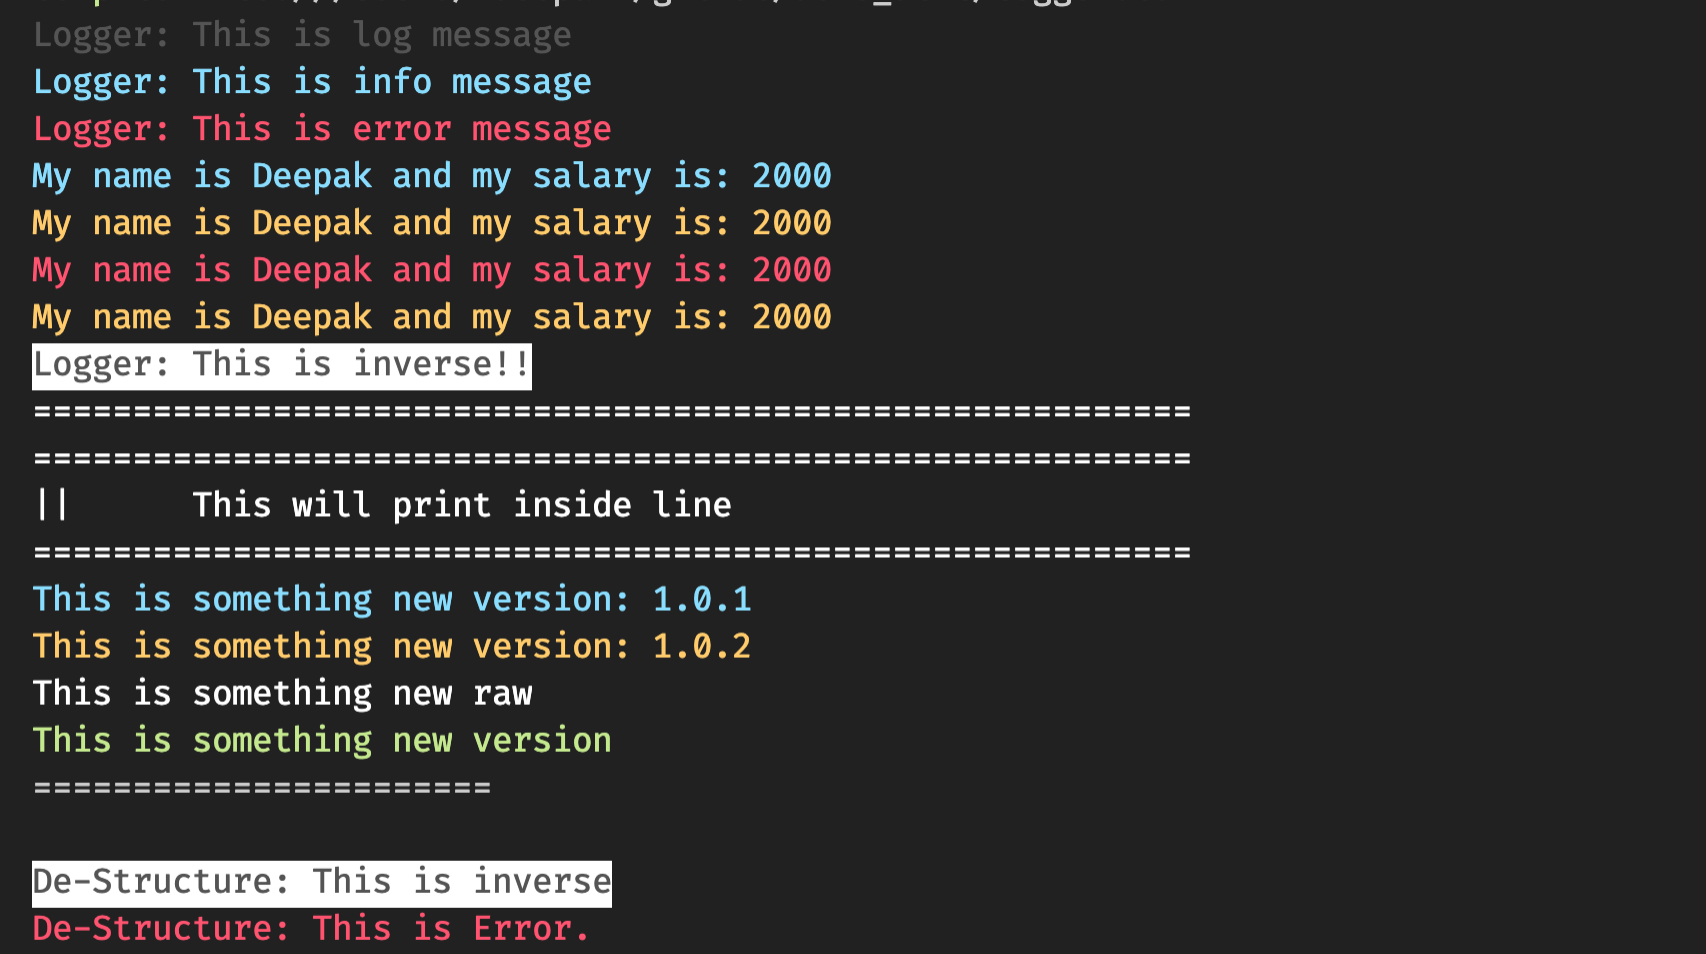 Logger: This is log message
Logger: This is info message
Logger: This is error message
My name is Deepak and my salary is: 2000
My name is Deepak and my salary is: 2000
My name is Deepak and my salary is: 2000
My name is Deepak and my salary is: 2000
Logger: This is inverse!!
==========================================================
==========================================================
||      This will print inside line
==========================================================
This is something new version: 1.0.1
This is something new version: 1.0.2
This is something new raw
This is something new version
=======================
De-Structure: This is inverse
De-Structure: This is Error.